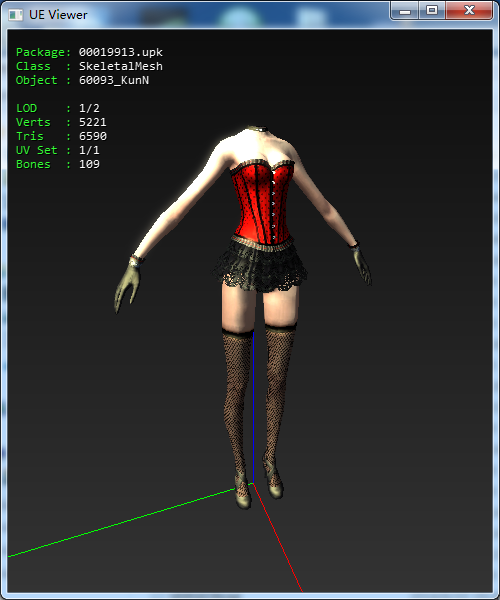 UE Viewer
Package: 00019913.upk
Class : SkeletalMesh
Object : 60093_KunN
LOD : 1/2
Verts : 5221
Tris : 6590
UV Set : 1/1
Bones : 109